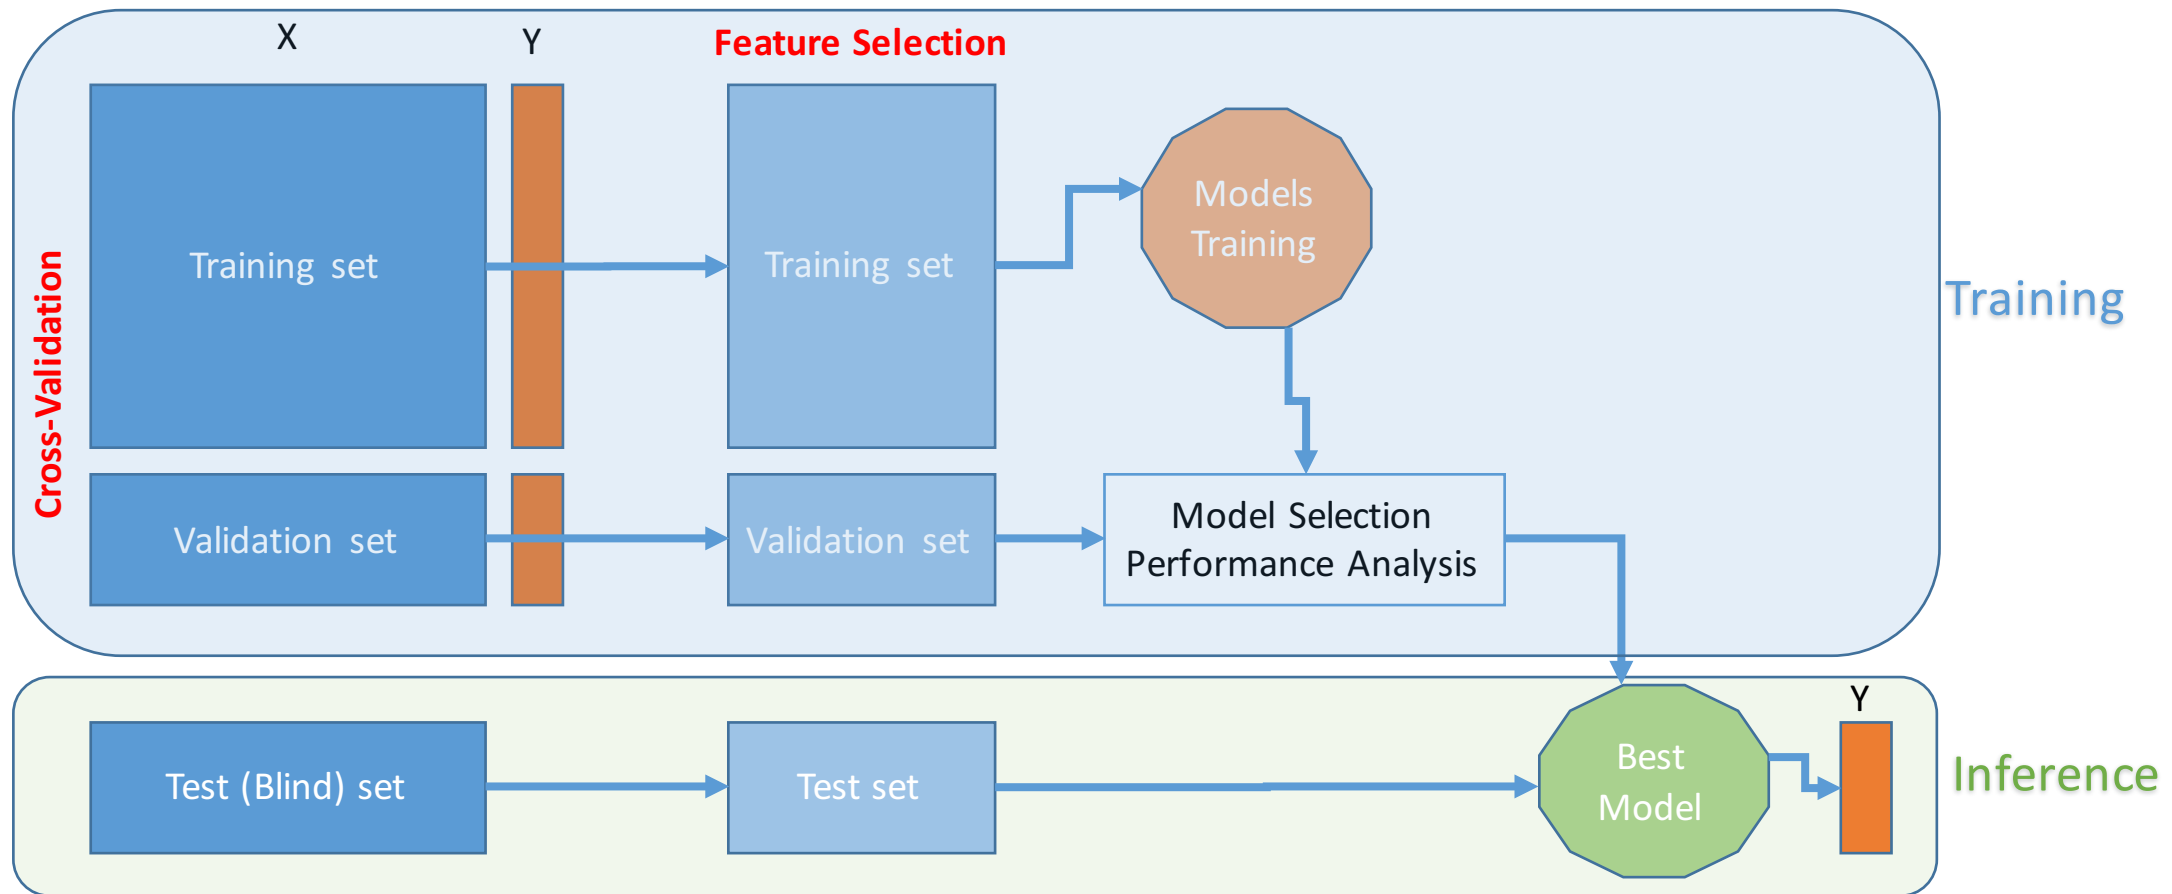 X
Y
Feature Selection
Cross-Validation
Training set
Training set
Models
Training
Training
Validation set
Validation set
Model Selection
Performance Analysis
Y
Test (Blind) set
Test set
Best
Model
Inference